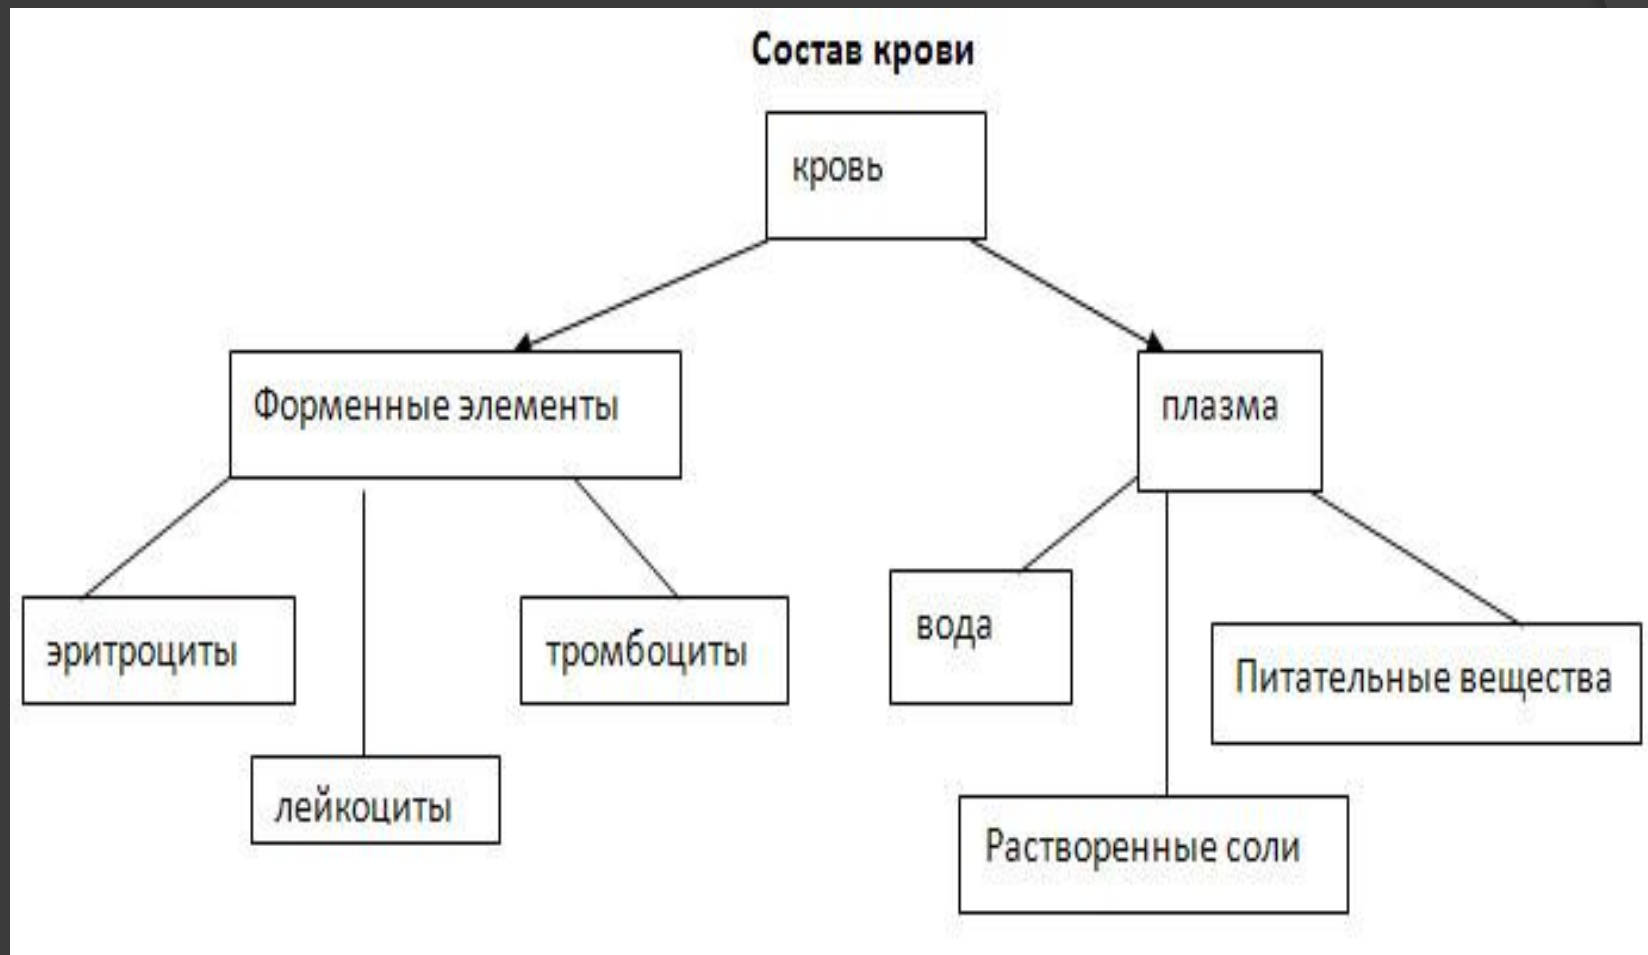 Состав крови
кровь
Форменные элементы
плазма
эритроциты
тромбоциты
вода
Питательные вещества
лейкоциты
Растворенные соли